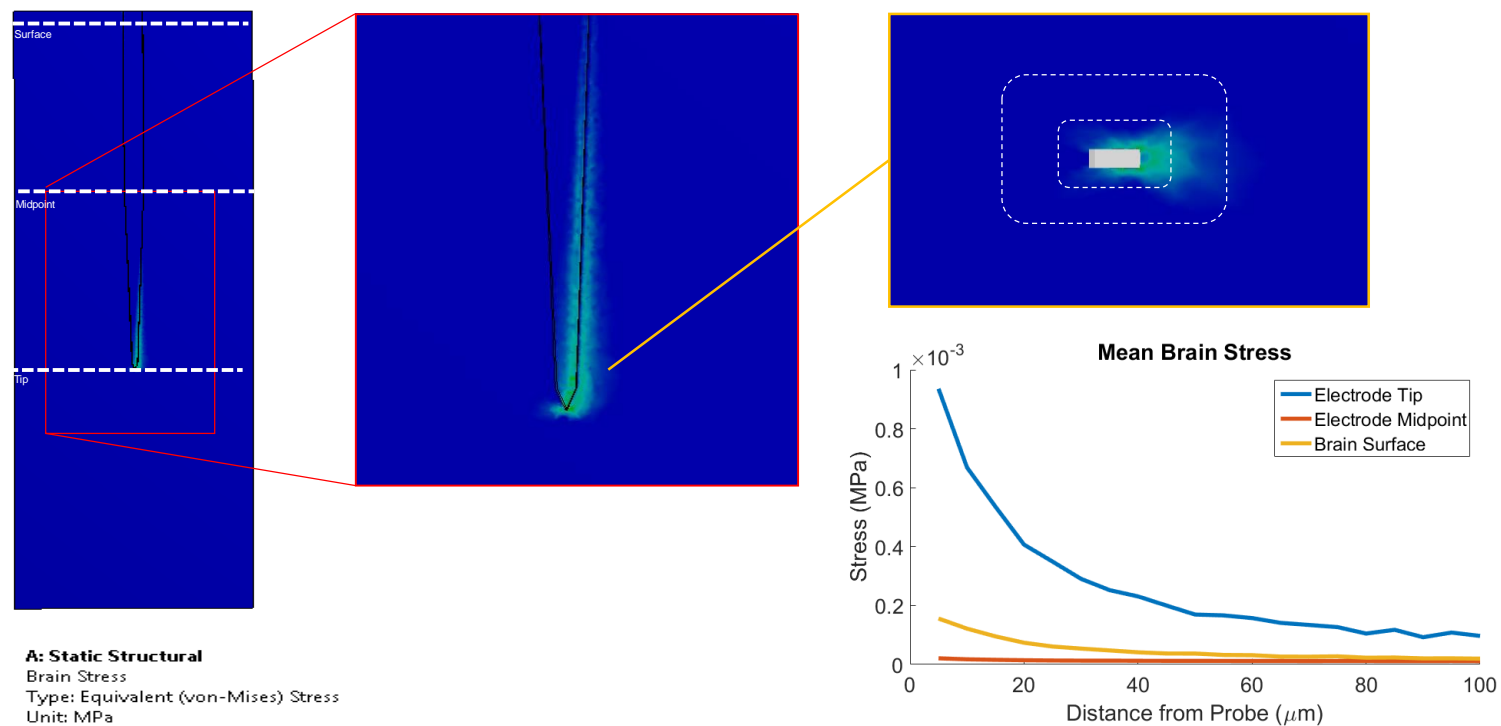 Surface
Midpoint
Tip
A: Static Structural
Brain Stress
Type: Equivalent (von-Mises) Stress
Unit: MPa
Mean Brain Stress
×10⁻³
1
0.8
0.6
0.4
0.2
0
Stress (MPa)
Electrode Tip
Electrode Midpoint
Brain Surface
0 20 40 60 80 100
Distance from Probe (μm)